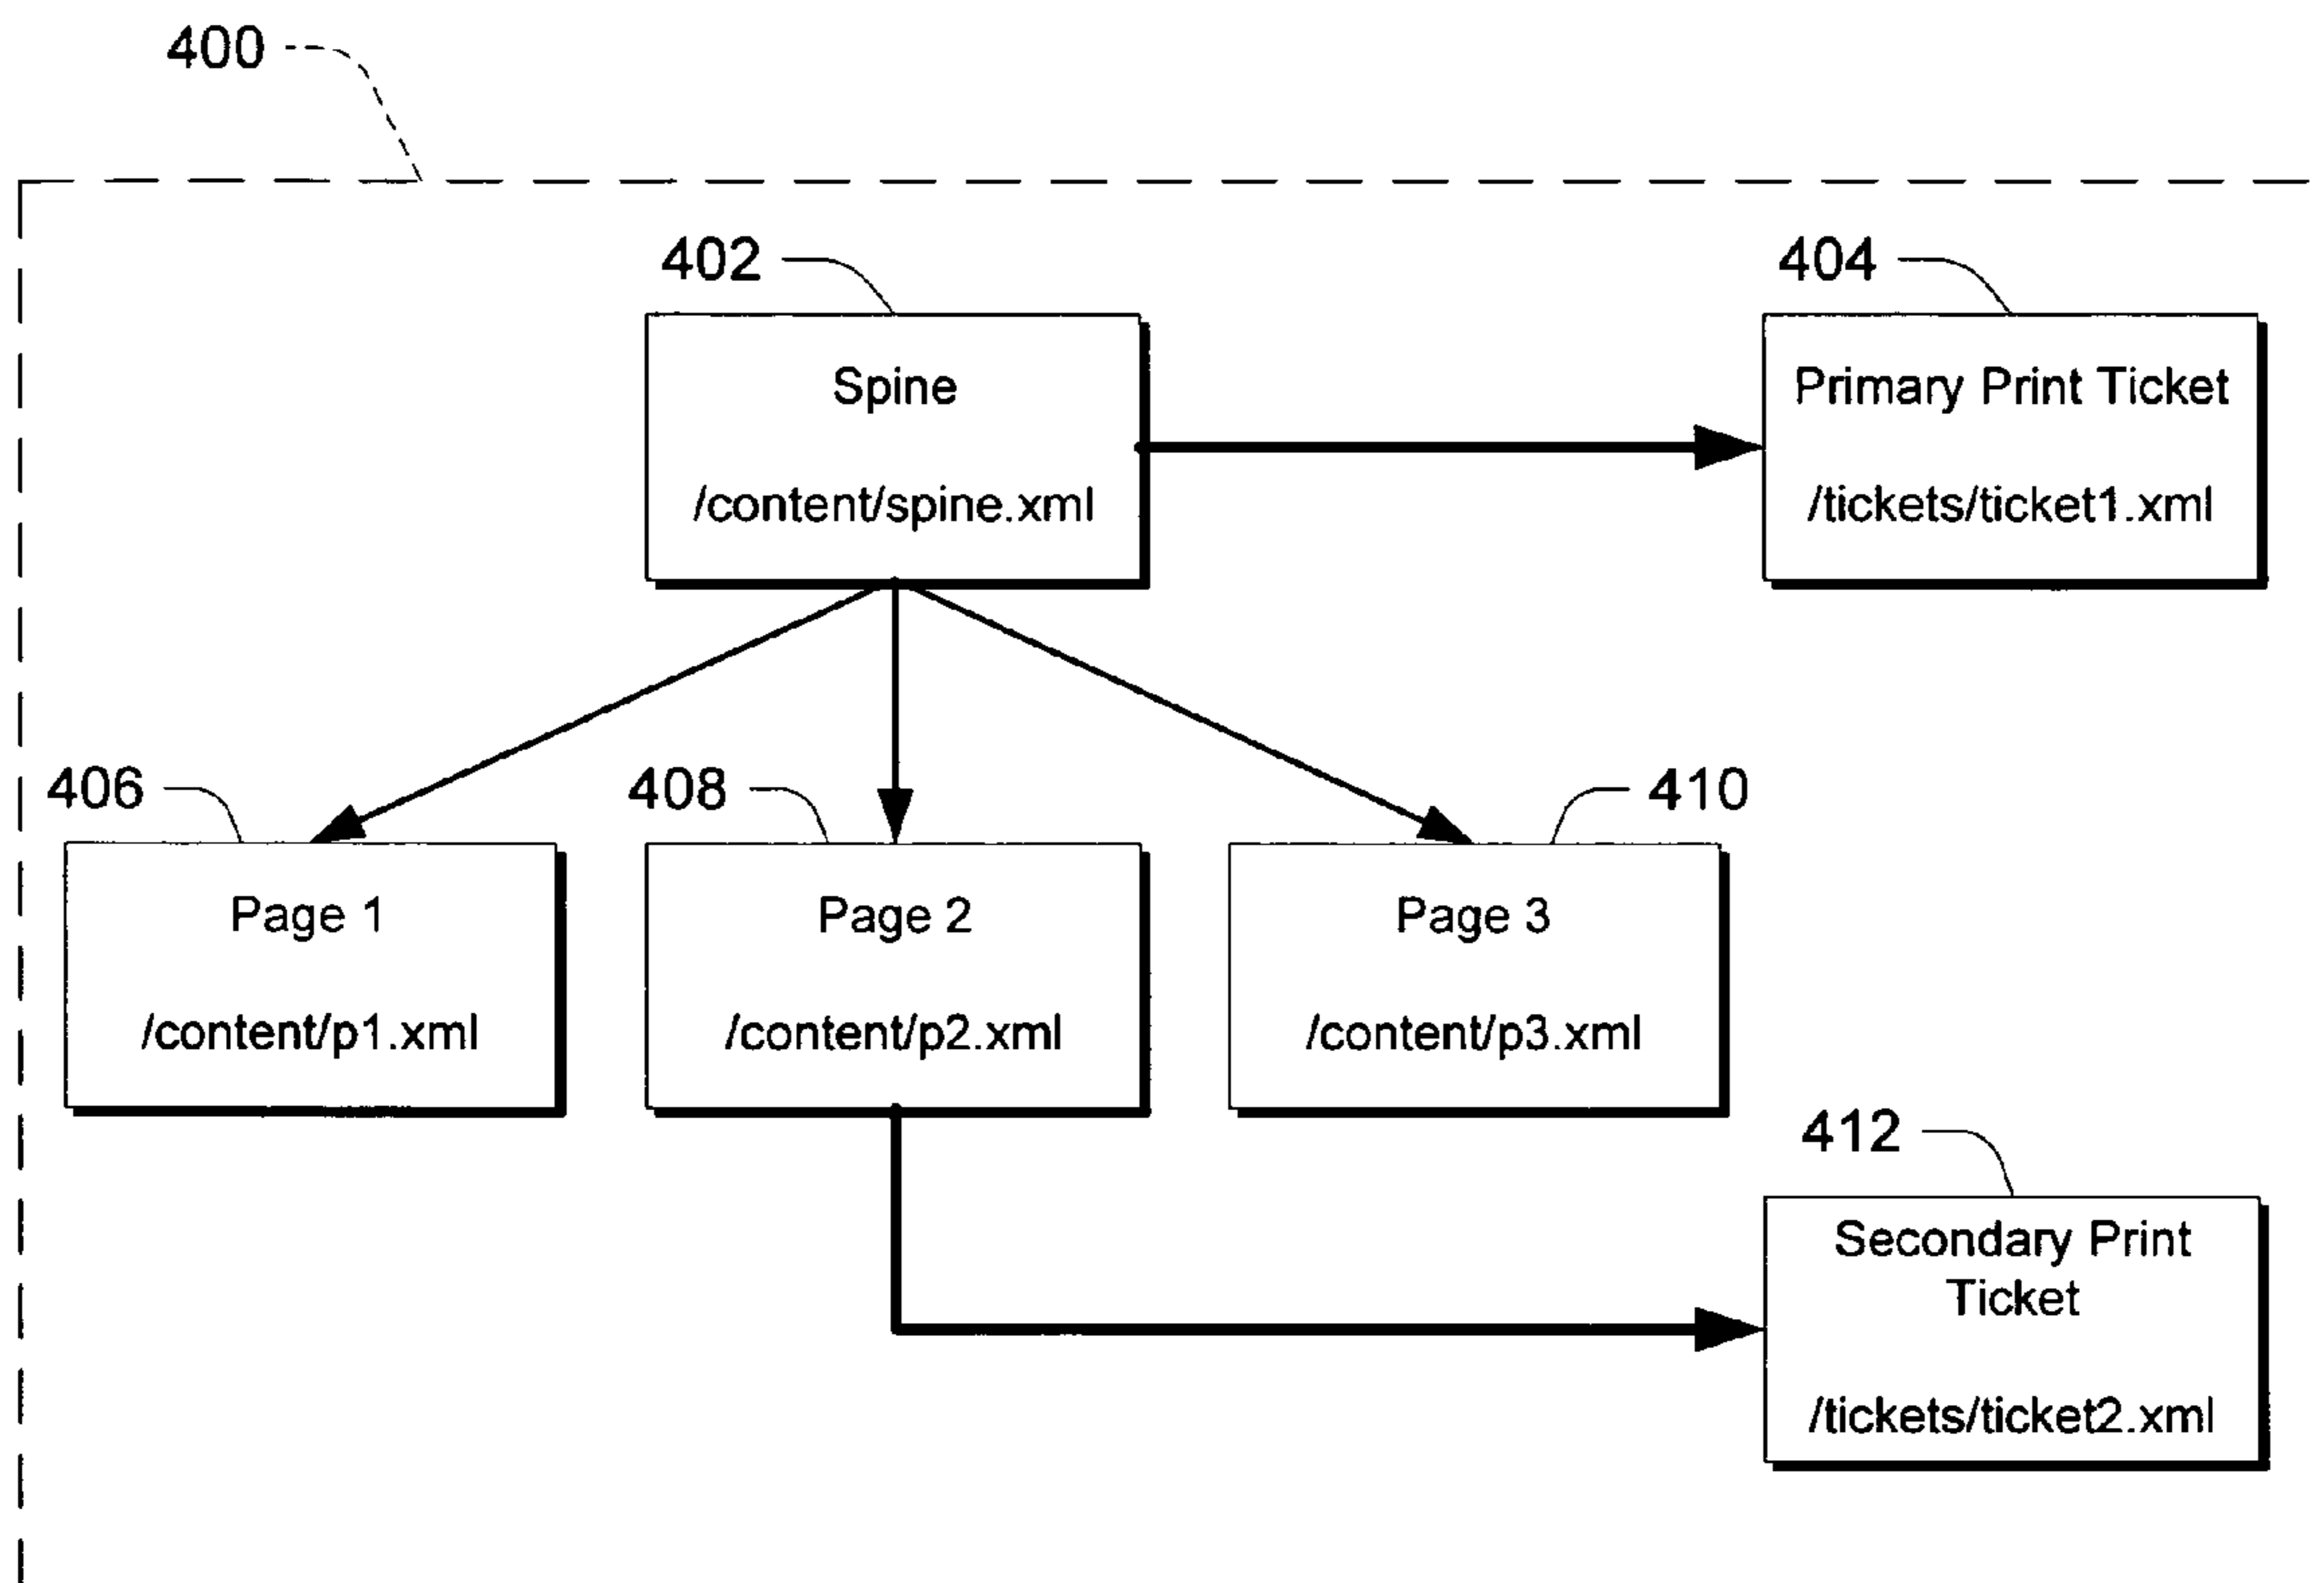 400
402
404
Spine
/content/spine.xml
Primary Print Ticket
/tickets/ticket1.xml
406
408
410
Page 1
/content/p1.xml
Page 2
/content/p2.xml
Page 3
/content/p3.xml
412
Secondary Print
Ticket
/tickets/ticket2.xml